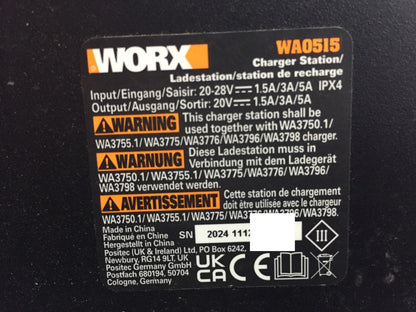 WORX WA0515
Charger Station/
Ladestation/station de recharge
Input/Eingang/Saisir: 20-28V 1.5A/3A/5A IPX4
Output/Ausgang/Sortir: 20V 1.5A/3A/5A
WARNING This charging station shall be
used together with WA3750.1/
WA3755.1/ WA3775/WA3776/WA3796/WA3798 charger.
WARNUNG Diese Ladestation muss in
Verbindung mit dem Ladegerät
WA3750.1/ WA3755.1/ WA3775/WA3776/ WA3796/
WA3798 verwendet werden.
AVERTISSEMENT Cette station de chargement
doit être utilisée avec le chargeur
WA3750.1/ WA3755.1/ WA3775/ WA3776/WA3796/WA3798.
Made in China
Fabriqué en Chine
Hergestellt in China
SN 2024 1112
Positec (UK & Ireland) Ltd, PO Box 6242,
Newbury, RG14 9LT, UK
Positec Germany GmbH
Postfach 680194, 50704
Cologne, Germany
UK CA CE III